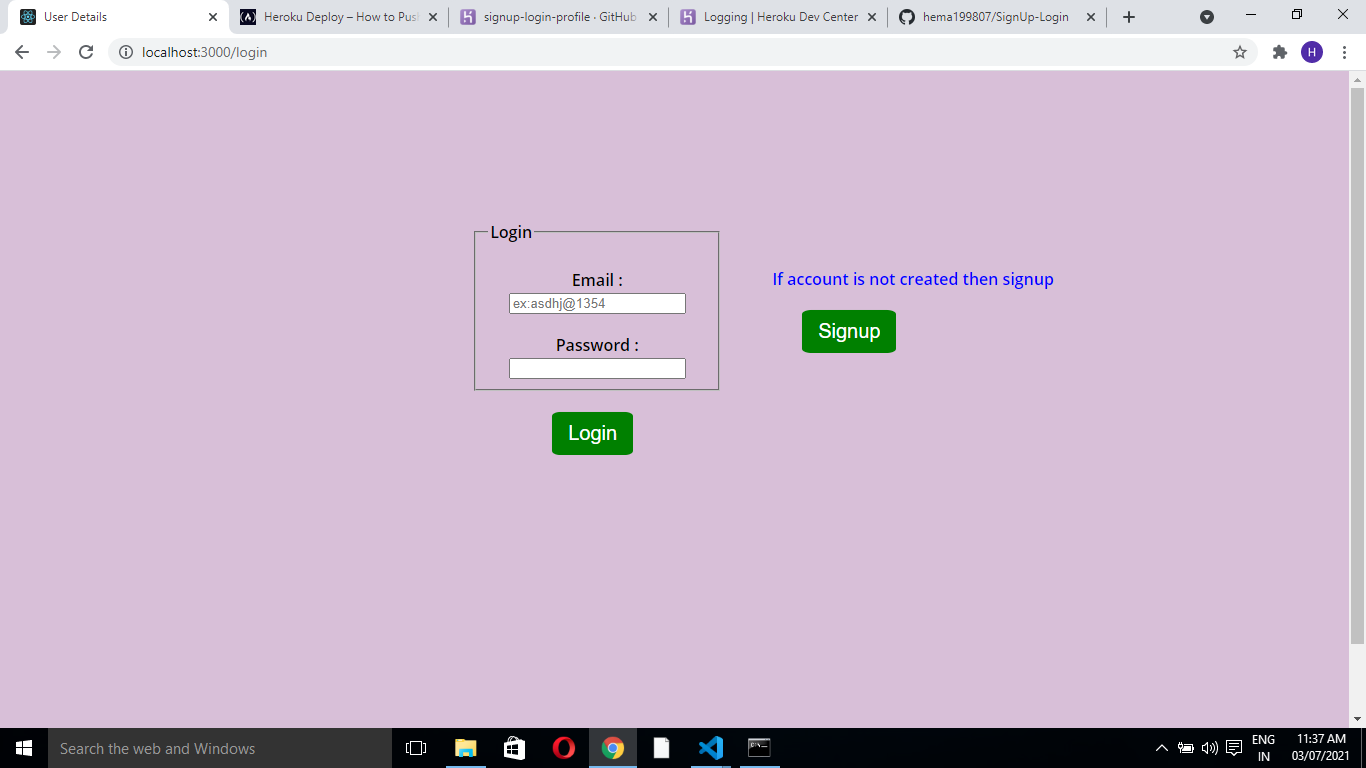 User Details
Heroku Deploy – How to Pus
signup-login-profile · GitHub
Logging | Heroku Dev Center
hema199807/SignUp-Login
localhost:3000/login
H
Login
Email :
ex:asdhj@1354
Password :
Login
If account is not created then signup
Signup
Search the web and Windows
ENG
IN
11:37 AM
03/07/2021